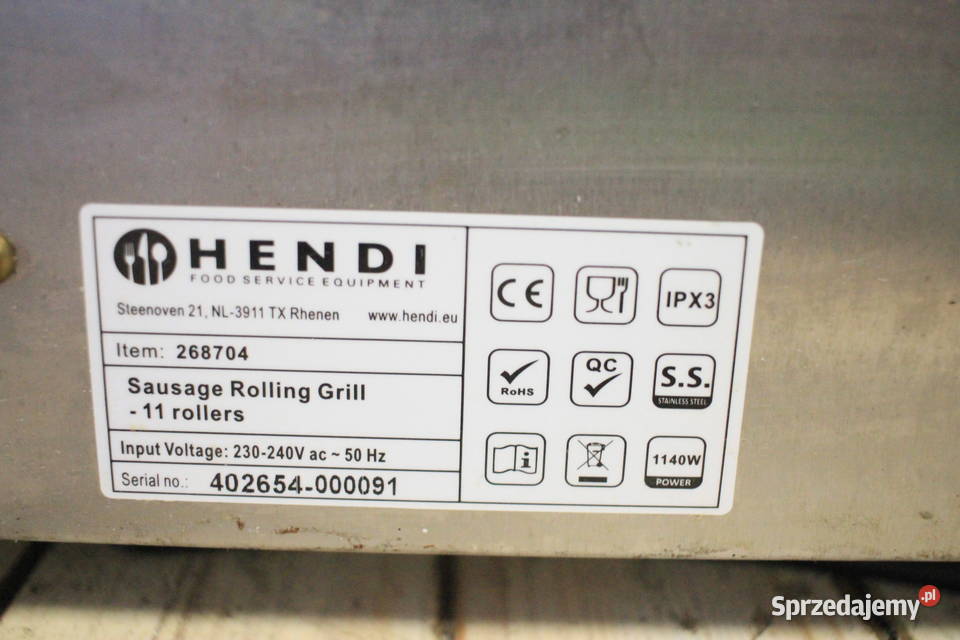 HENDI
FOOD SERVICE EQUIPMENT
Steenoven 21, NL-3911 TX Rhenen www.hendi.eu
Item: 268704
Sausage Rolling Grill
- 11 rollers
Input Voltage: 230-240V ac ~ 50 Hz
Serial no.: 402654-000091
CE
IPX3
RoHS
QC
S.S.
STAINLESS STEEL
i
1140W
POWER
Sprzedajemy.pl